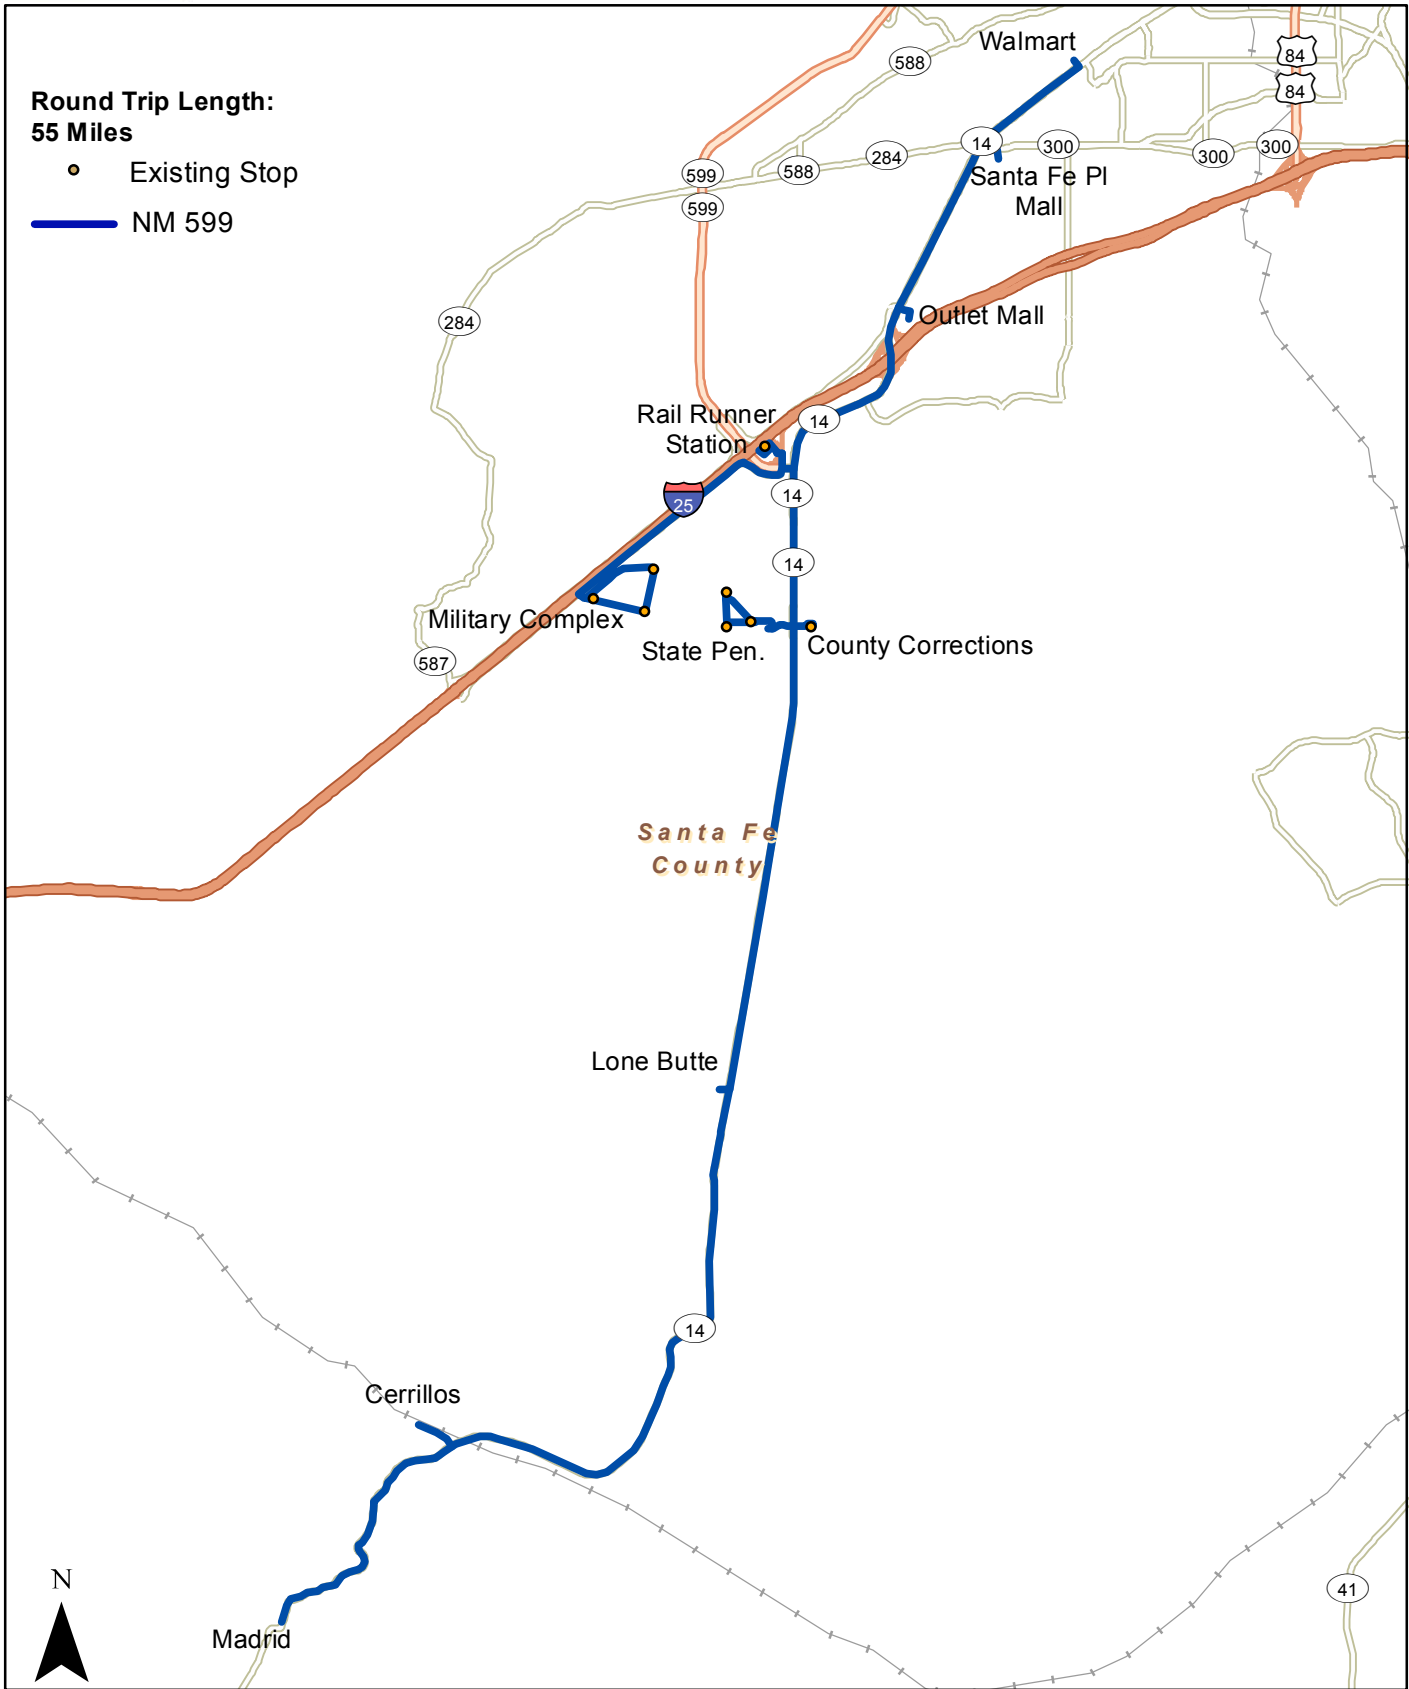 Round Trip Length:
55 Miles
Existing Stop
NM 599
Walmart
588
84
84
14
300
300
300
284
588
599
599
Santa Fe Pl
Mall
284
Outlet Mall
Rail Runner
Station
14
25
14
14
Military Complex
State Pen.
County Corrections
587
Santa Fe
County
Lone Butte
14
Cerrillos
N
41
Madrid